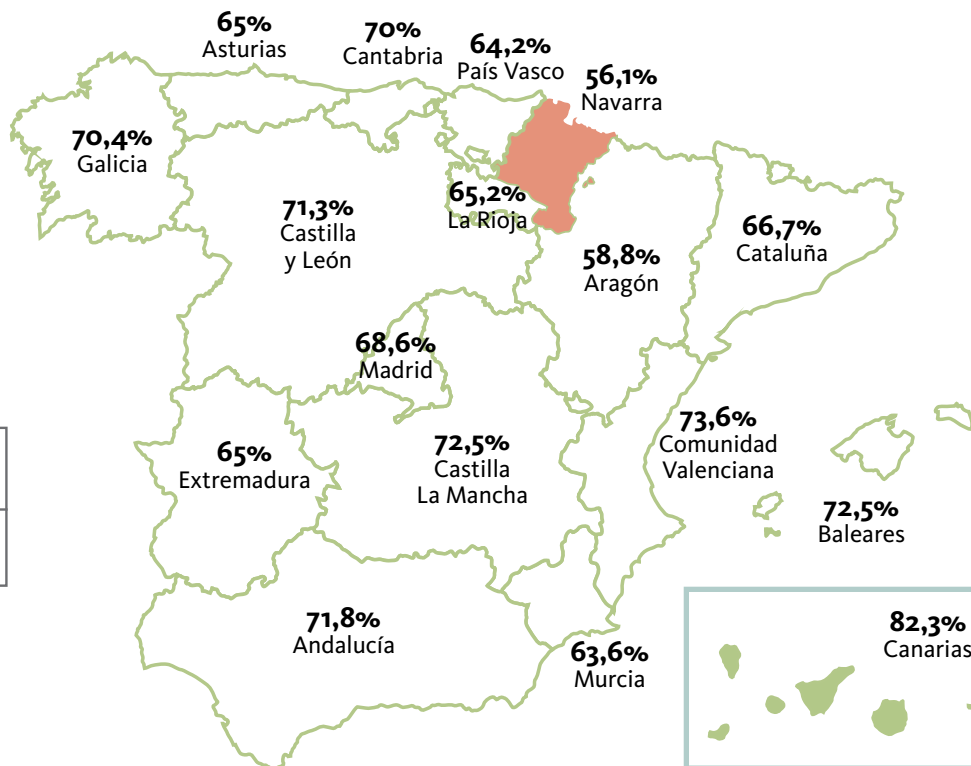 65%
Asturias
70%
Cantabria
64,2%
País Vasco
56,1%
Navarra
70,4%
Galicia
71,3%
Castilla
y León
65,2%
La Rioja
58,8%
Aragón
66,7%
Cataluña
68,6%
Madrid
65%
Extremadura
72,5%
Castilla
La Mancha
73,6%
Comunidad
Valenciana
72,5%
Baleares
71,8%
Andalucía
63,6%
Murcia
82,3%
Canarias